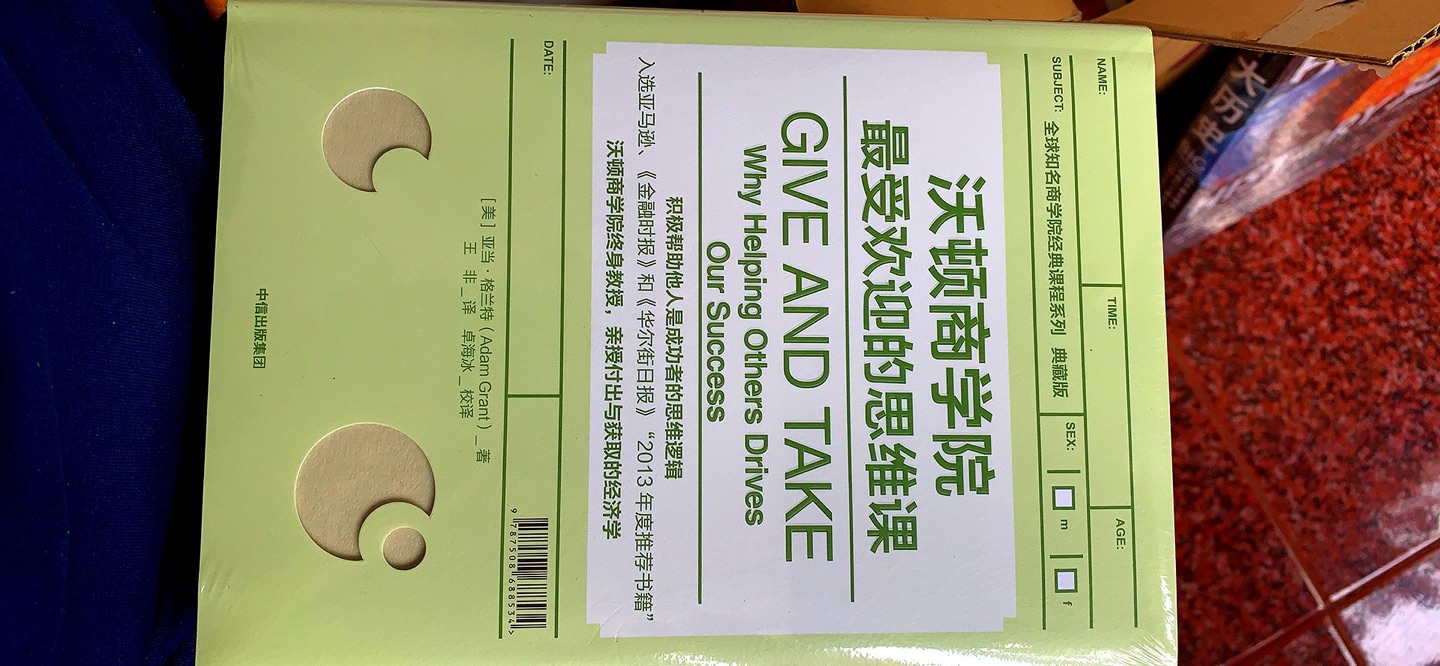 NAME:
TIME:
AGE:
SUBJECT: 全球知名商学院经典课程系列 典藏版
SEX: m f
沃顿商学院
最受欢迎的思维课
GIVE AND TAKE
Why Helping Others Drives
Our Success
积极帮助他人是成功者的思维逻辑
入选亚马逊、《金融时报》和《华尔街日报》“2013年度推荐书籍”
沃顿商学院终身教授，亲授付出与获取的经济学
DATE:
9 787508 688534 >
[美] 亚当·格兰特（Adam Grant）_ 著
王 非 _ 译 卓海冰 _ 校译
中信出版集团
大历史